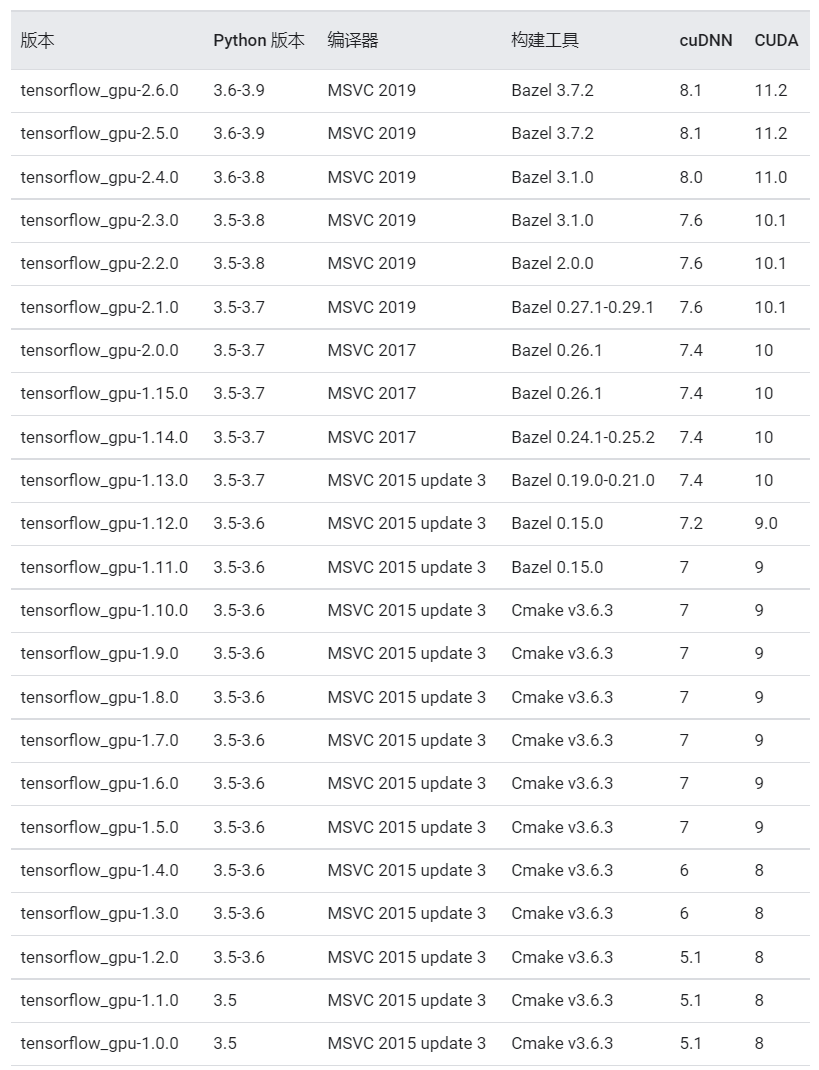 版本 Python 版本 编译器 构建工具 cuDNN CUDA
tensorflow_gpu-2.6.0 3.6-3.9 MSVC 2019 Bazel 3.7.2 8.1 11.2
tensorflow_gpu-2.5.0 3.6-3.9 MSVC 2019 Bazel 3.7.2 8.1 11.2
tensorflow_gpu-2.4.0 3.6-3.8 MSVC 2019 Bazel 3.1.0 8.0 11.0
tensorflow_gpu-2.3.0 3.5-3.8 MSVC 2019 Bazel 3.1.0 7.6 10.1
tensorflow_gpu-2.2.0 3.5-3.8 MSVC 2019 Bazel 2.0.0 7.6 10.1
tensorflow_gpu-2.1.0 3.5-3.7 MSVC 2019 Bazel 0.27.1-0.29.1 7.6 10.1
tensorflow_gpu-2.0.0 3.5-3.7 MSVC 2017 Bazel 0.26.1 7.4 10
tensorflow_gpu-1.15.0 3.5-3.7 MSVC 2017 Bazel 0.26.1 7.4 10
tensorflow_gpu-1.14.0 3.5-3.7 MSVC 2017 Bazel 0.24.1-0.25.2 7.4 10
tensorflow_gpu-1.13.0 3.5-3.7 MSVC 2015 update 3 Bazel 0.19.0-0.21.0 7.4 10
tensorflow_gpu-1.12.0 3.5-3.6 MSVC 2015 update 3 Bazel 0.15.0 7.2 9.0
tensorflow_gpu-1.11.0 3.5-3.6 MSVC 2015 update 3 Bazel 0.15.0 7 9
tensorflow_gpu-1.10.0 3.5-3.6 MSVC 2015 update 3 Cmake v3.6.3 7 9
tensorflow_gpu-1.9.0 3.5-3.6 MSVC 2015 update 3 Cmake v3.6.3 7 9
tensorflow_gpu-1.8.0 3.5-3.6 MSVC 2015 update 3 Cmake v3.6.3 7 9
tensorflow_gpu-1.7.0 3.5-3.6 MSVC 2015 update 3 Cmake v3.6.3 7 9
tensorflow_gpu-1.6.0 3.5-3.6 MSVC 2015 update 3 Cmake v3.6.3 7 9
tensorflow_gpu-1.5.0 3.5-3.6 MSVC 2015 update 3 Cmake v3.6.3 7 9
tensorflow_gpu-1.4.0 3.5-3.6 MSVC 2015 update 3 Cmake v3.6.3 6 8
tensorflow_gpu-1.3.0 3.5-3.6 MSVC 2015 update 3 Cmake v3.6.3 6 8
tensorflow_gpu-1.2.0 3.5-3.6 MSVC 2015 update 3 Cmake v3.6.3 5.1 8
tensorflow_gpu-1.1.0 3.5 MSVC 2015 update 3 Cmake v3.6.3 5.1 8
tensorflow_gpu-1.0.0 3.5 MSVC 2015 update 3 Cmake v3.6.3 5.1 8